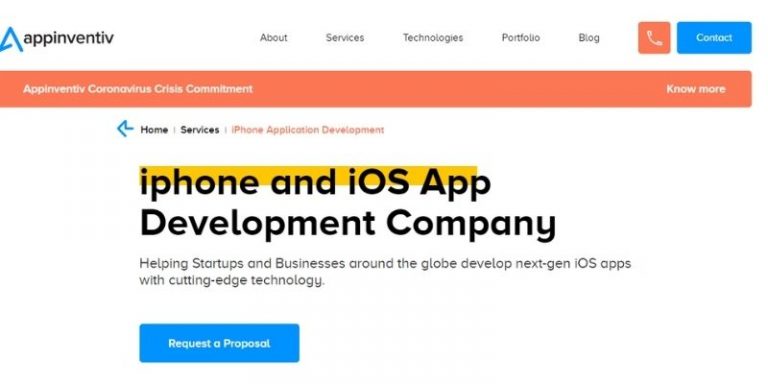 appinventiv
About Services Technologies Portfolio Blog Contact
Appinventiv Coronavirus Crisis Commitment Know more
Home | Services | iPhone Application Development
iphone and iOS App
Development Company
Helping Startups and Businesses around the globe develop next-gen iOS apps
with cutting-edge technology.
Request a Proposal